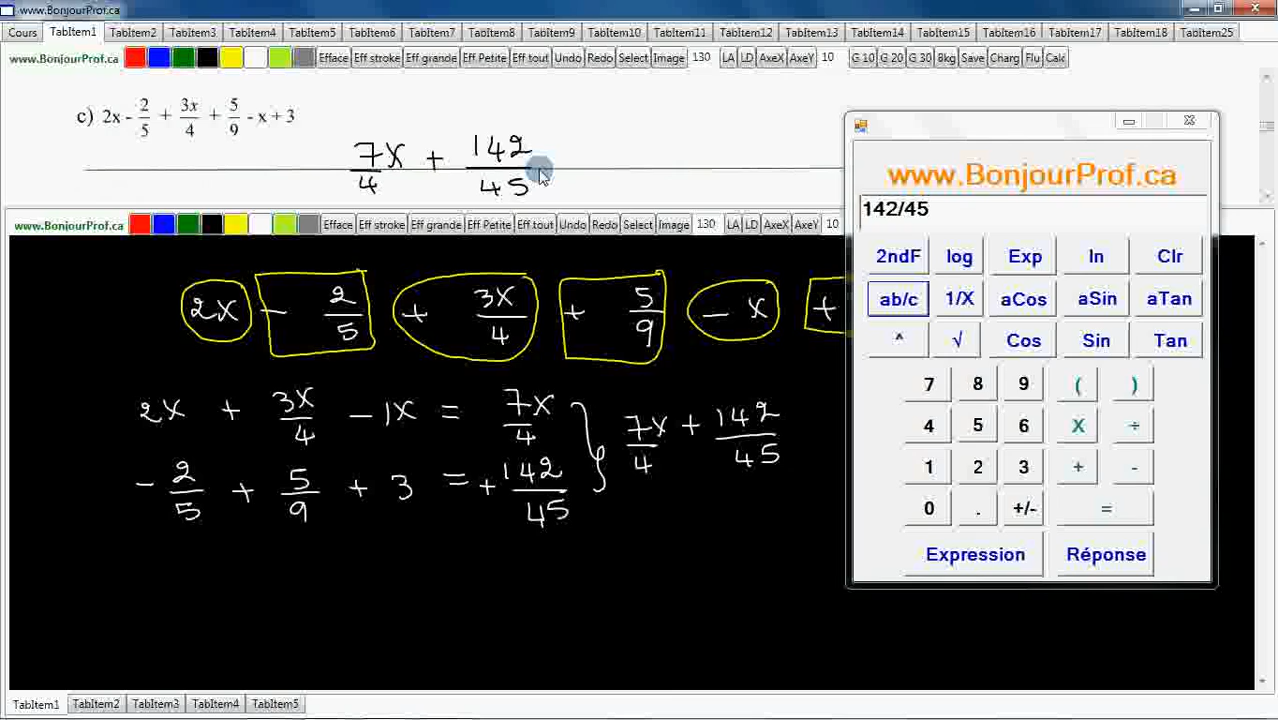 www.BonjourProf.ca
Cours TabItem1 TabItem2 TabItem3 TabItem4 TabItem5 TabItem6 TabItem7 TabItem8 TabItem9 TabItem10 TabItem11 TabItem12 TabItem13 TabItem14 TabItem15 TabItem16 TabItem17 TabItem18 TabItem25
www.BonjourProf.ca Efface Eff stroke Eff grande Eff Petite Eff tout Undo Redo Select Image 130 LA LD AxeX AxeY 10 G 10 G 20 G 30 Bkg Save Charg Flu Calc
c) 2x - 2/5 + 3x/4 + 5/9 - x + 3
7x/4 + 142/45
www.BonjourProf.ca Efface Eff stroke Eff grande Eff Petite Eff tout Undo Redo Select Image 130 LA LD AxeX AxeY 10
2x - 2/5 + 3x/4 + 5/9 - x +
2x + 3x/4 - 1x = 7x/4
- 2/5 + 5/9 + 3 = + 142/45
7x/4 + 142/45
www.BonjourProf.ca
142/45
2ndF log Exp ln Clr
ab/c 1/X aCos aSin aTan
^ √ Cos Sin Tan
7 8 9 ( )
4 5 6 X ÷
1 2 3 + -
0 . +/- =
Expression Réponse
TabItem1 TabItem2 TabItem3 TabItem4 TabItem5